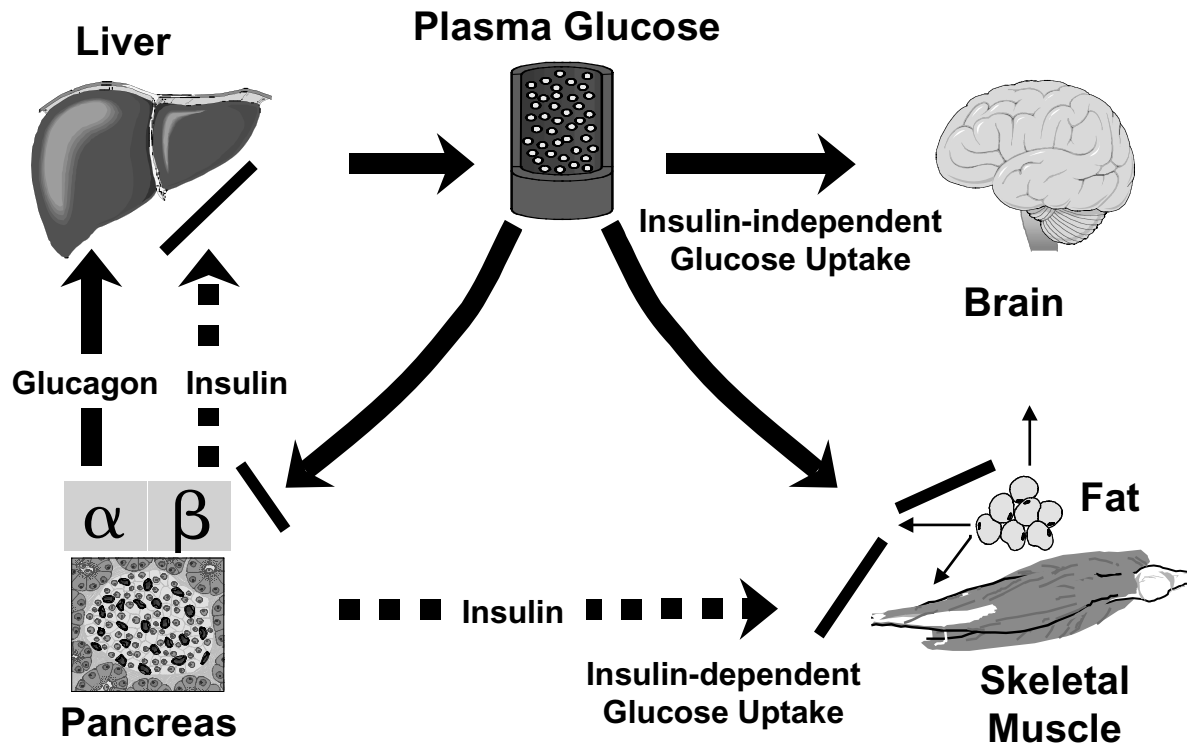 Liver
Plasma Glucose
Insulin-independent
Glucose Uptake
Brain
Glucagon
Insulin
α
β
Fat
Insulin
Pancreas
Insulin-dependent
Glucose Uptake
Skeletal
Muscle